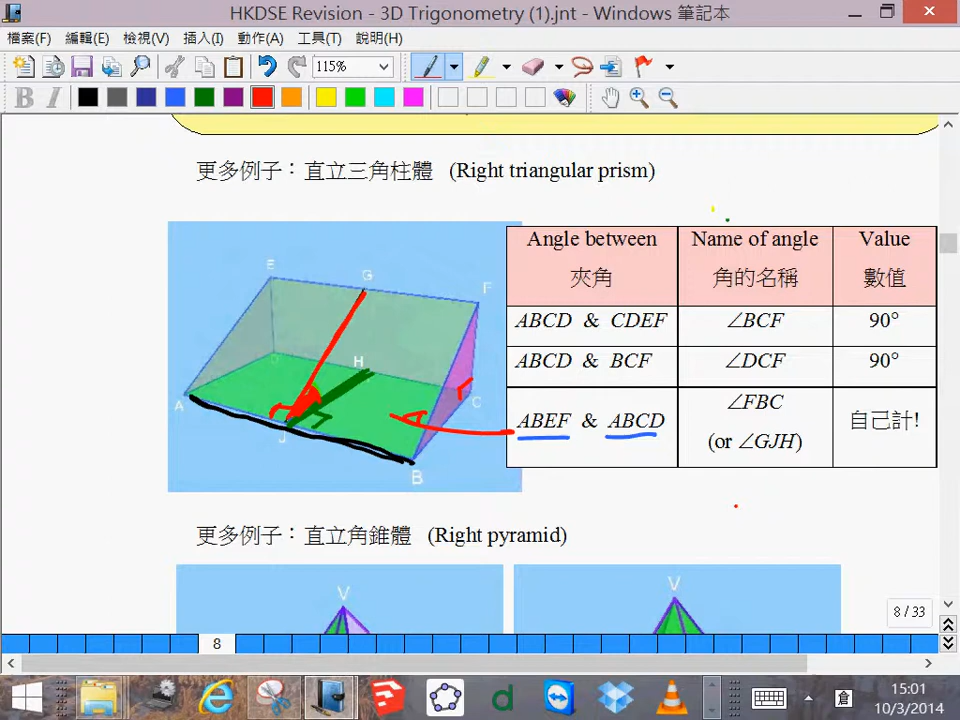 HKDSE Revision - 3D Trigonometry (1).jnt - Windows 筆記本
檔案(F) 編輯(E) 檢視(V) 插入(I) 動作(A) 工具(T) 說明(H)
115%
B I
更多例子：直立三角柱體 (Right triangular prism)
E
G
F
H
A
C
J
B
Angle between
夾角
Name of angle
角的名稱
Value
數值
ABCD & CDEF
∠BCF
90°
ABCD & BCF
∠DCF
90°
ABEF & ABCD
∠FBC
(or ∠GJH)
自己計!
更多例子：直立角錐體 (Right pyramid)
V
V
8 / 33
8
倉
15:01
10/3/2014